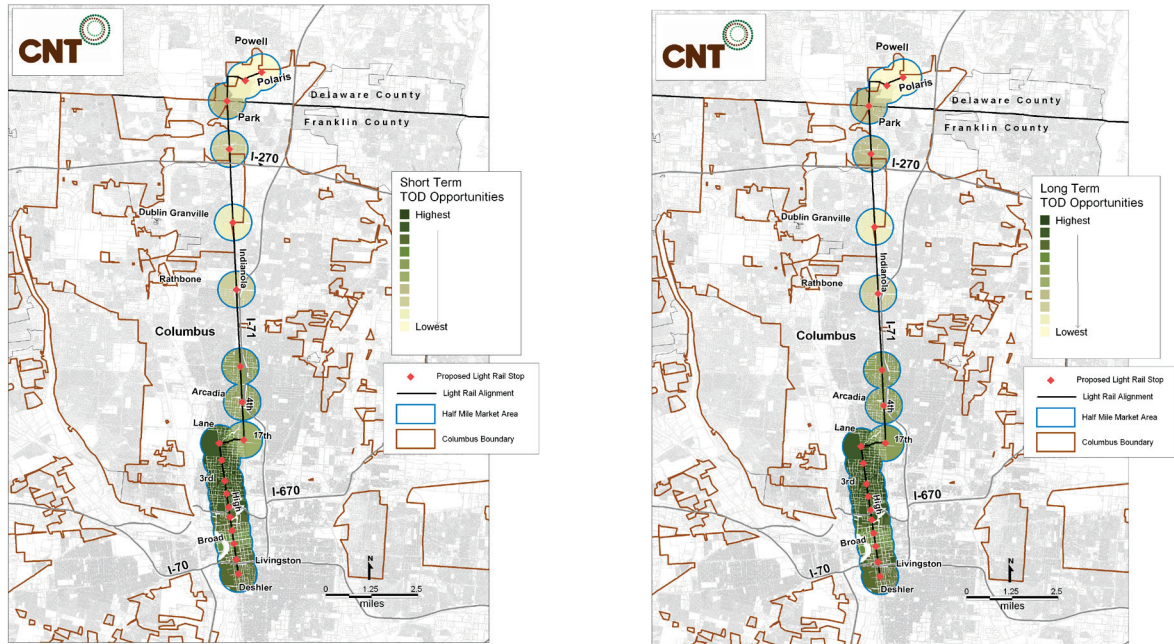 CNT
Powell
Polaris
Delaware County
Park
Franklin County
I-270
Short Term
TOD Opportunities
Highest
Dublin Granville
Indianola
Rathbone
Lowest
Columbus
I-71
Proposed Light Rail Stop
Light Rail Alignment
Arcadia
4th
Half Mile Market Area
Lane
17th
Columbus Boundary
3rd
High
I-670
Broad
N
Livingston
I-70
Deshler
0 1.25 2.5
miles
CNT
Powell
Polaris
Delaware County
Park
Franklin County
I-270
Long Term
TOD Opportunities
Highest
Dublin Granville
Indianola
Rathbone
Lowest
Columbus
I-71
Proposed Light Rail Stop
Light Rail Alignment
Arcadia
4th
Half Mile Market Area
Lane
17th
Columbus Boundary
3rd
High
I-670
Broad
N
Livingston
I-70
Deshler
0 1.25 2.5
miles